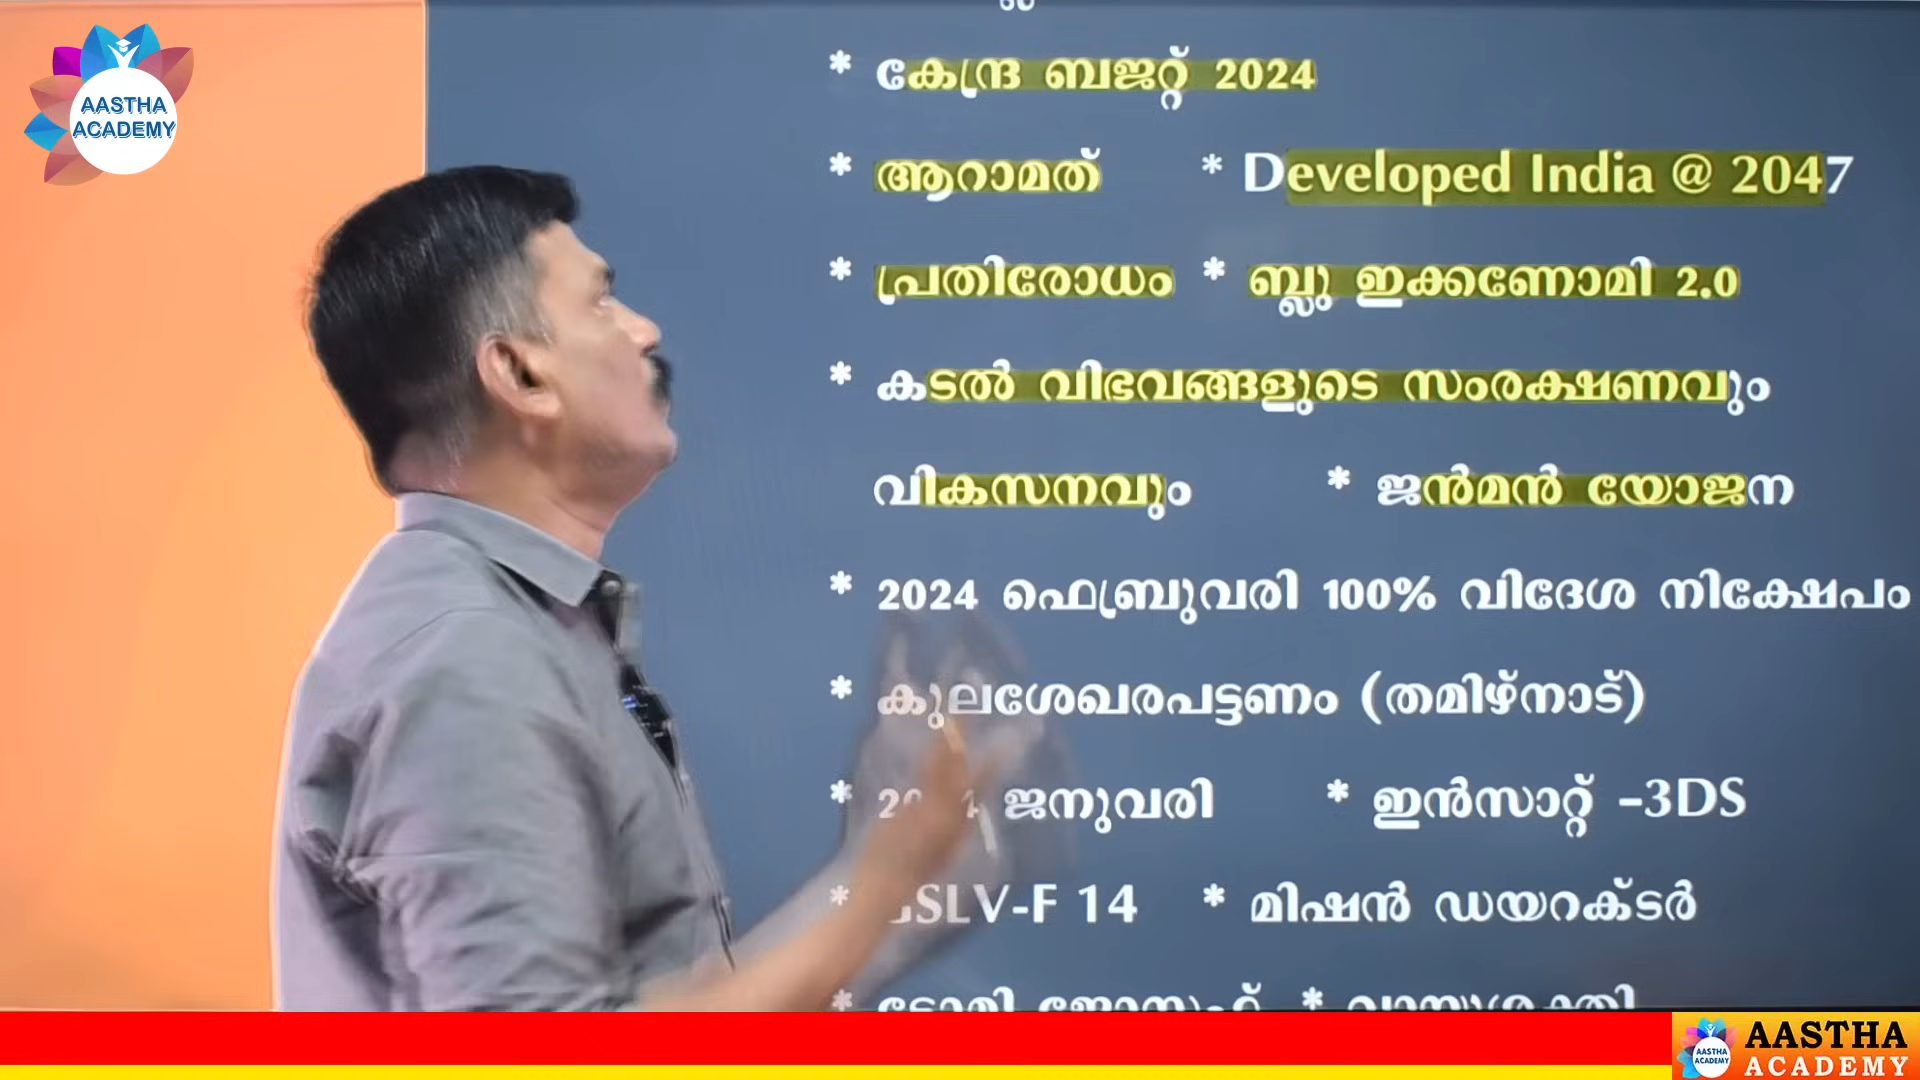 AASTHA
ACADEMY
* കേന്ദ്ര ബജറ്റ് 2024
* ആറാമത് * Developed India @ 2047
* പ്രതിരോധം * ബ്ലു ഇക്കണോമി 2.0
* കടൽ വിഭവങ്ങളുടെ സംരക്ഷണവും
വികസനവും * ജൻമൻ യോജന
* 2024 ഫെബ്രുവരി 100% വിദേശ നിക്ഷേപം
* കുലശേഖരപട്ടണം (തമിഴ്നാട്)
* ജനുവരി * ഇൻസാറ്റ് -3DS
* * മിഷൻ ഡയറക്ടർ
AASTHA
ACADEMY
AASTHA
ACADEMY